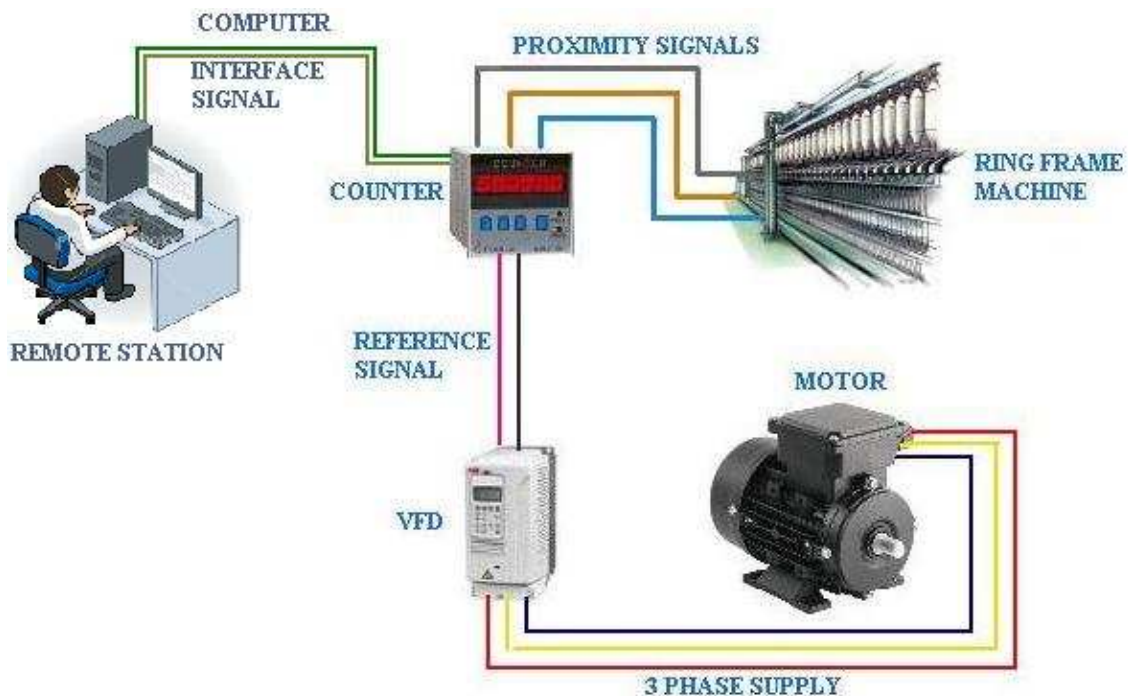 COMPUTER
INTERFACE
SIGNAL
PROXIMITY SIGNALS
COUNTER
RING FRAME
MACHINE
REMOTE STATION
REFERENCE
SIGNAL
MOTOR
VFD
3 PHASE SUPPLY